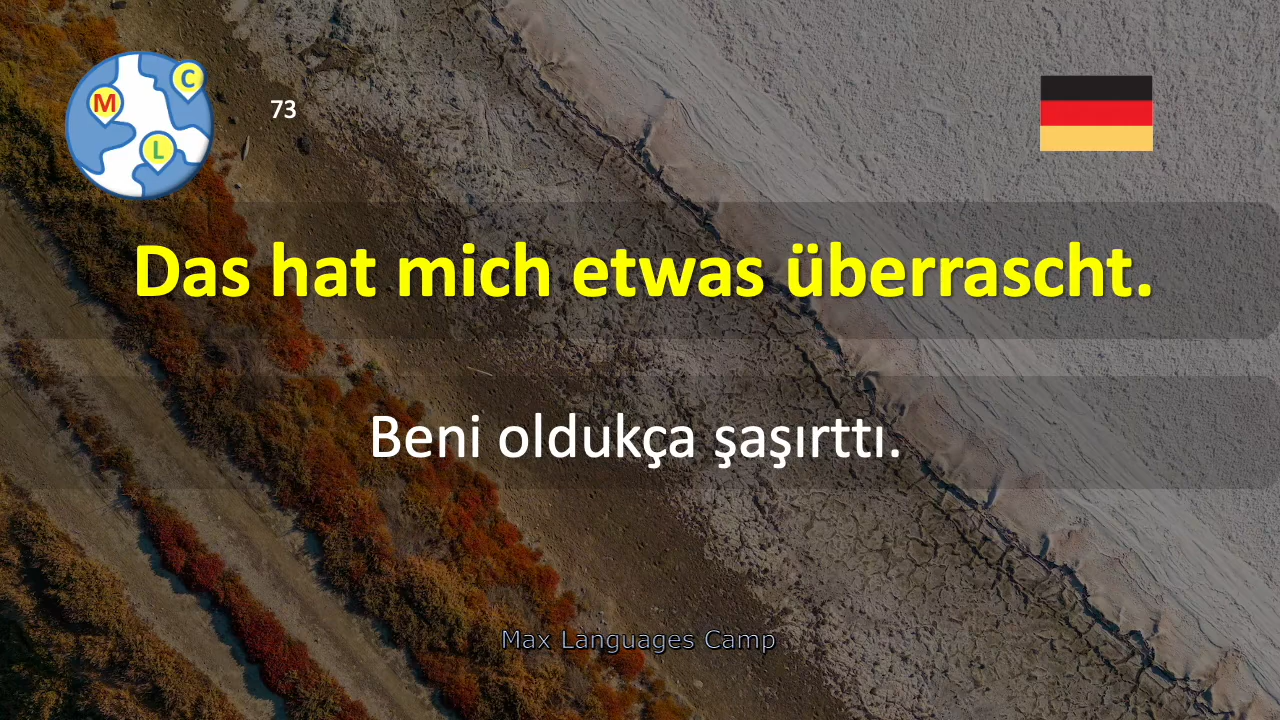 C
M
L
73
Das hat mich etwas überrascht.
Beni oldukça şaşırttı.
Max Languages Camp